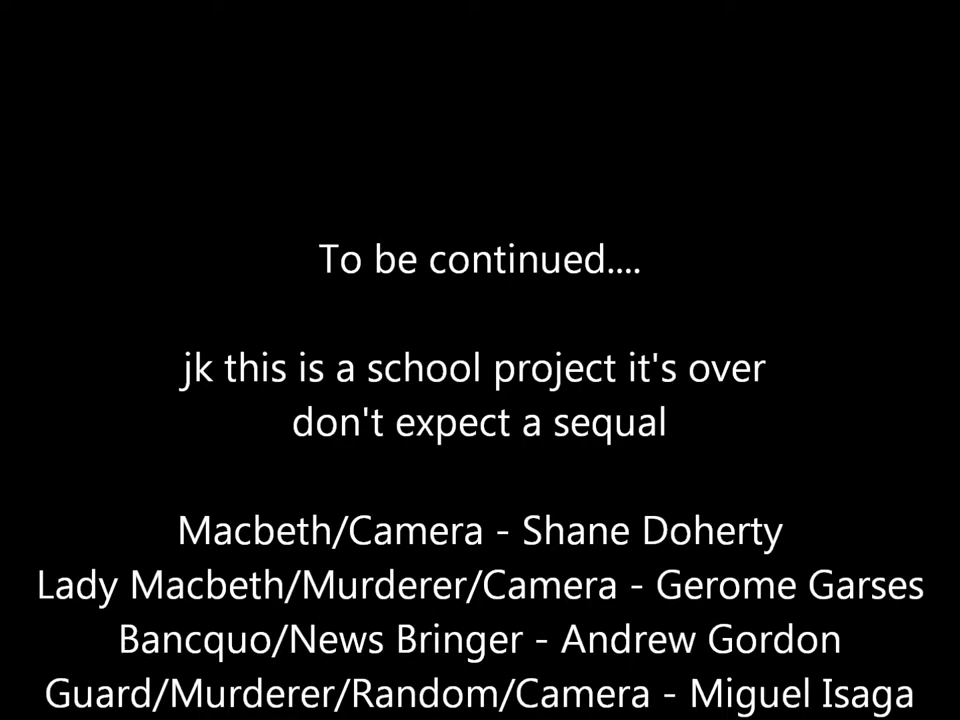 To be continued....
jk this is a school project it's over
don't expect a sequal
Macbeth/Camera - Shane Doherty
Lady Macbeth/Murderer/Camera - Gerome Garses
Bancquo/News Bringer - Andrew Gordon
Guard/Murderer/Random/Camera - Miguel Isaga